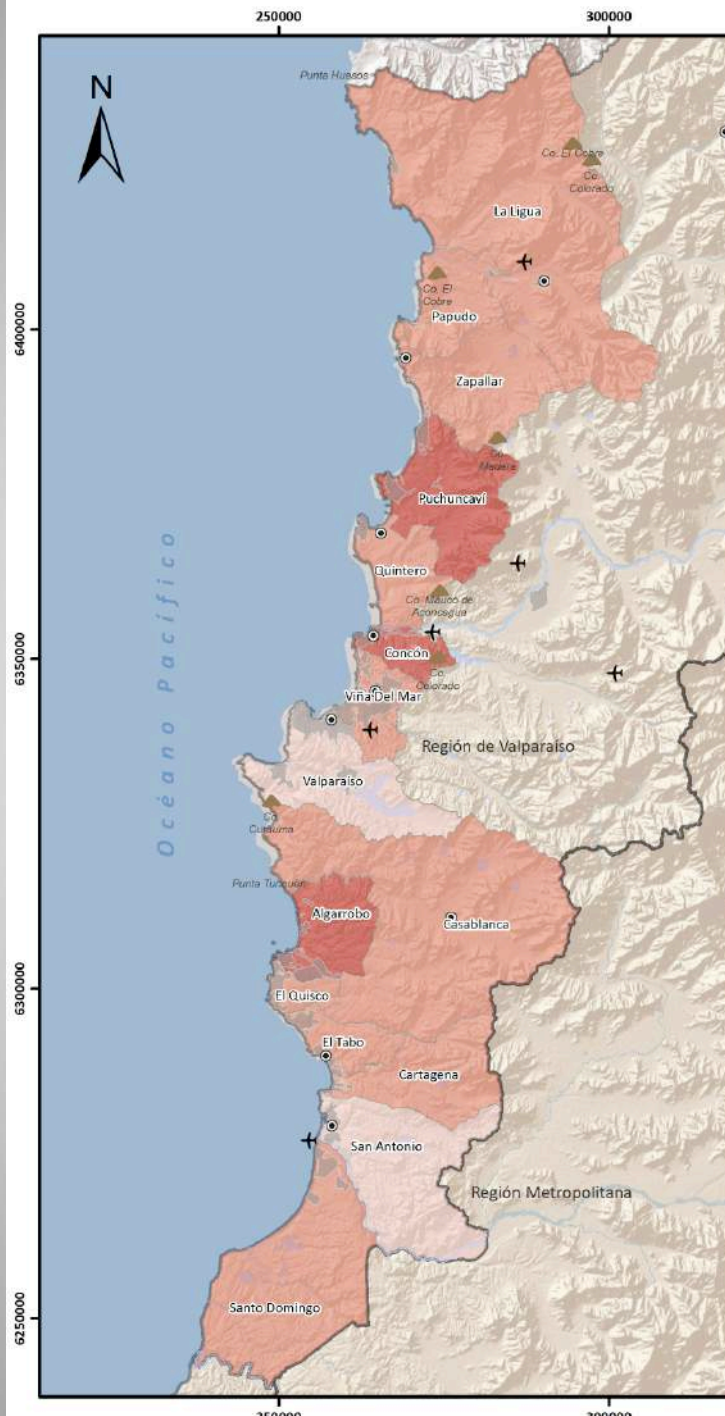 250000
300000
Punta Huesos
N
Co. El Cobre
Co.
Colorado
La Ligua
Co. El
Cobre
Papudo
6400000
Zapallar
Co.
Puchuncaví
Océano Pacífico
Quintero
Co. Mauco de
Aconcagua
6350000
Concón
Co.
Colorado
Viña Del Mar
Región de Valparaíso
Valparaíso
Co.
Curauma
Punta
Algarrobo
Casablanca
6300000
El Quisco
El Tabo
Cartagena
San Antonio
Región Metropolitana
Santo Domingo
6250000
250000
300000